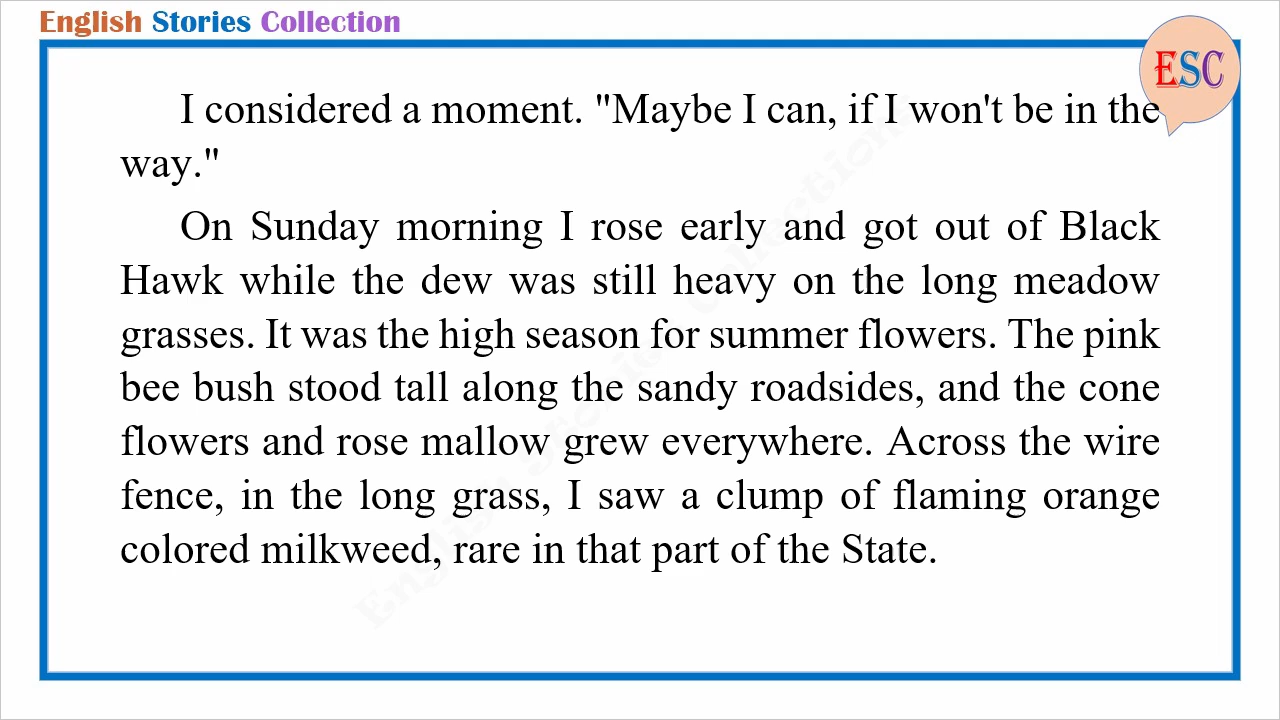 English Stories Collection
ESC
I considered a moment. "Maybe I can, if I won't be in the
way."
On Sunday morning I rose early and got out of Black
Hawk while the dew was still heavy on the long meadow
grasses. It was the high season for summer flowers. The pink
bee bush stood tall along the sandy roadsides, and the cone
flowers and rose mallow grew everywhere. Across the wire
fence, in the long grass, I saw a clump of flaming orange
colored milkweed, rare in that part of the State.
English Stories Collections